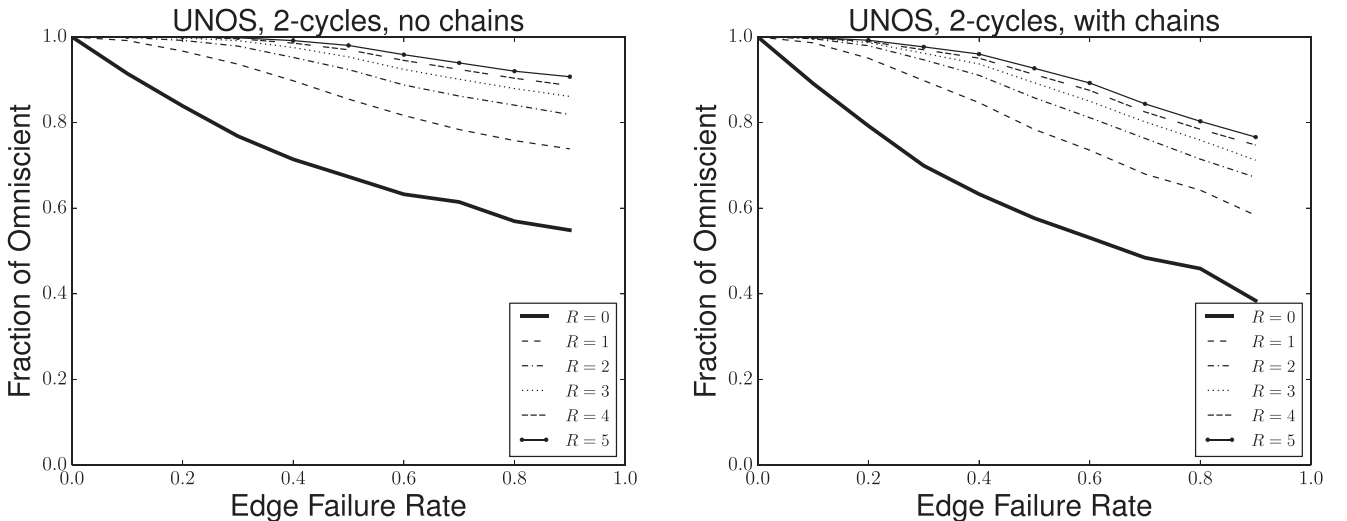 UNOS, 2-cycles, no chains
1.0
0.8
0.6
0.4
0.2
0.0
Fraction of Omniscient
R = 0
R = 1
R = 2
R = 3
R = 4
R = 5
0.0 0.2 0.4 0.6 0.8 1.0
Edge Failure Rate
UNOS, 2-cycles, with chains
1.0
0.8
0.6
0.4
0.2
0.0
Fraction of Omniscient
R = 0
R = 1
R = 2
R = 3
R = 4
R = 5
0.0 0.2 0.4 0.6 0.8 1.0
Edge Failure Rate